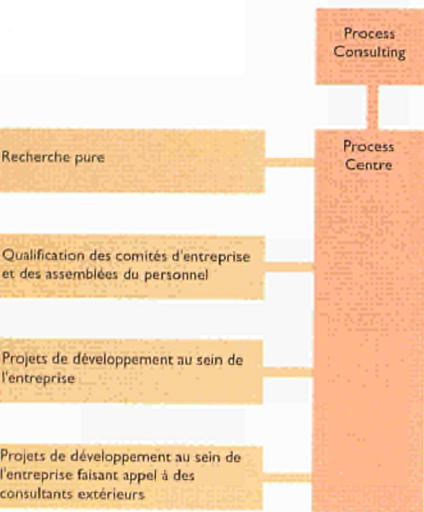 Process
Consulting
Process
Centre
Recherche pure
Qualification des comités d'entreprise
et des assemblées du personnel
Projets de développement au sein de
l'entreprise
Projets de développement au sein de
l'entreprise faisant appel à des
consultants extérieurs